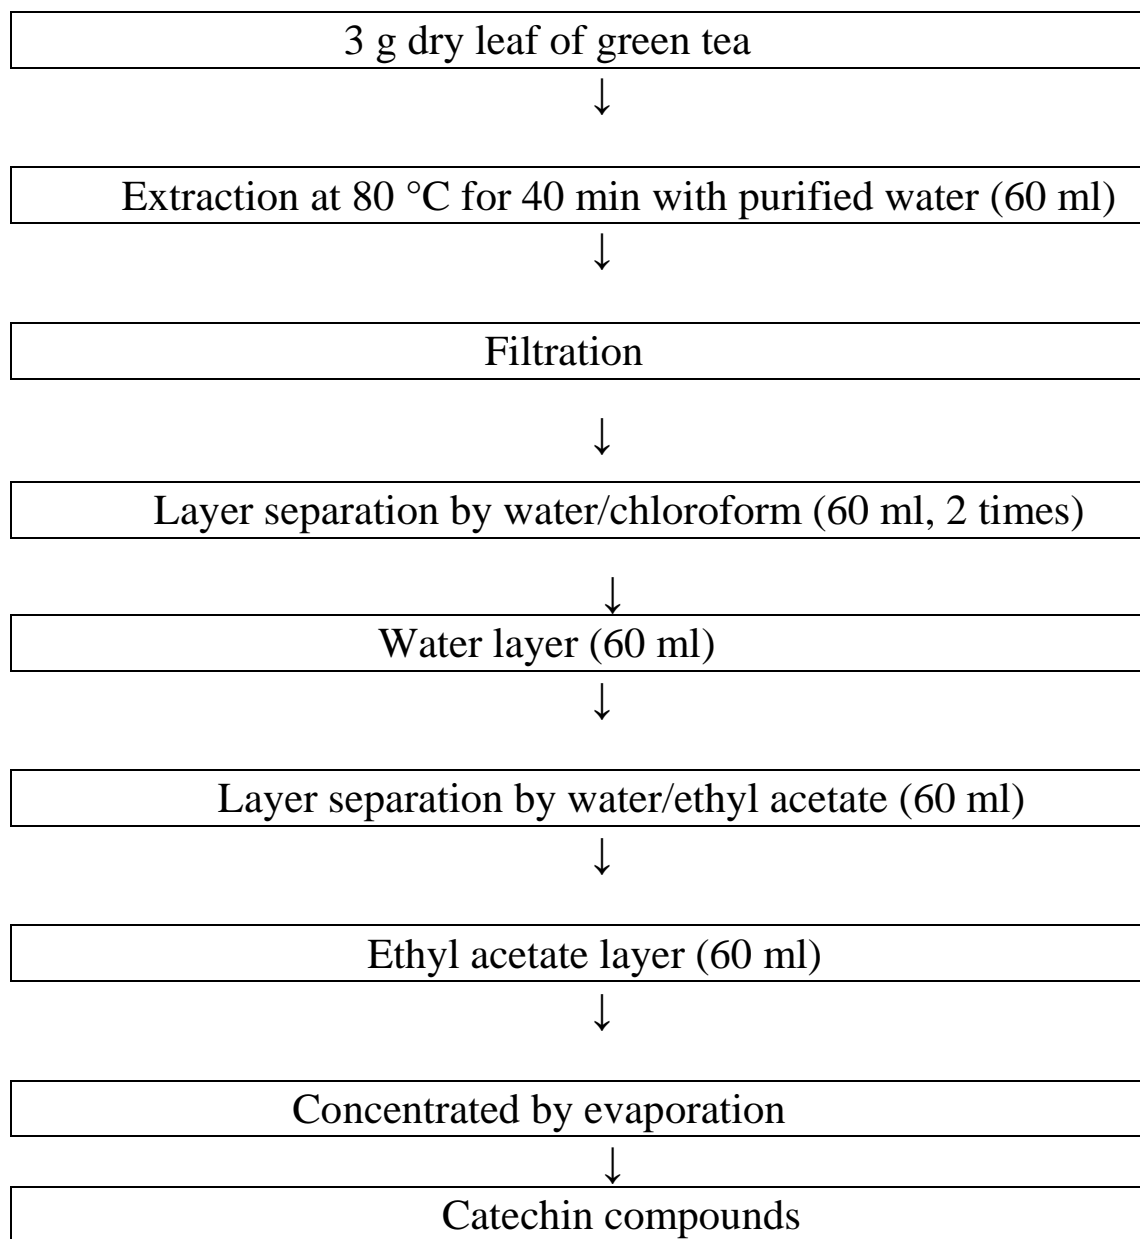 3 g dry leaf of green tea
↓
Extraction at 80 °C for 40 min with purified water (60 ml)
↓
Filtration
↓
Layer separation by water/chloroform (60 ml, 2 times)
↓
Water layer (60 ml)
↓
Layer separation by water/ethyl acetate (60 ml)
↓
Ethyl acetate layer (60 ml)
↓
Concentrated by evaporation
↓
Catechin compounds